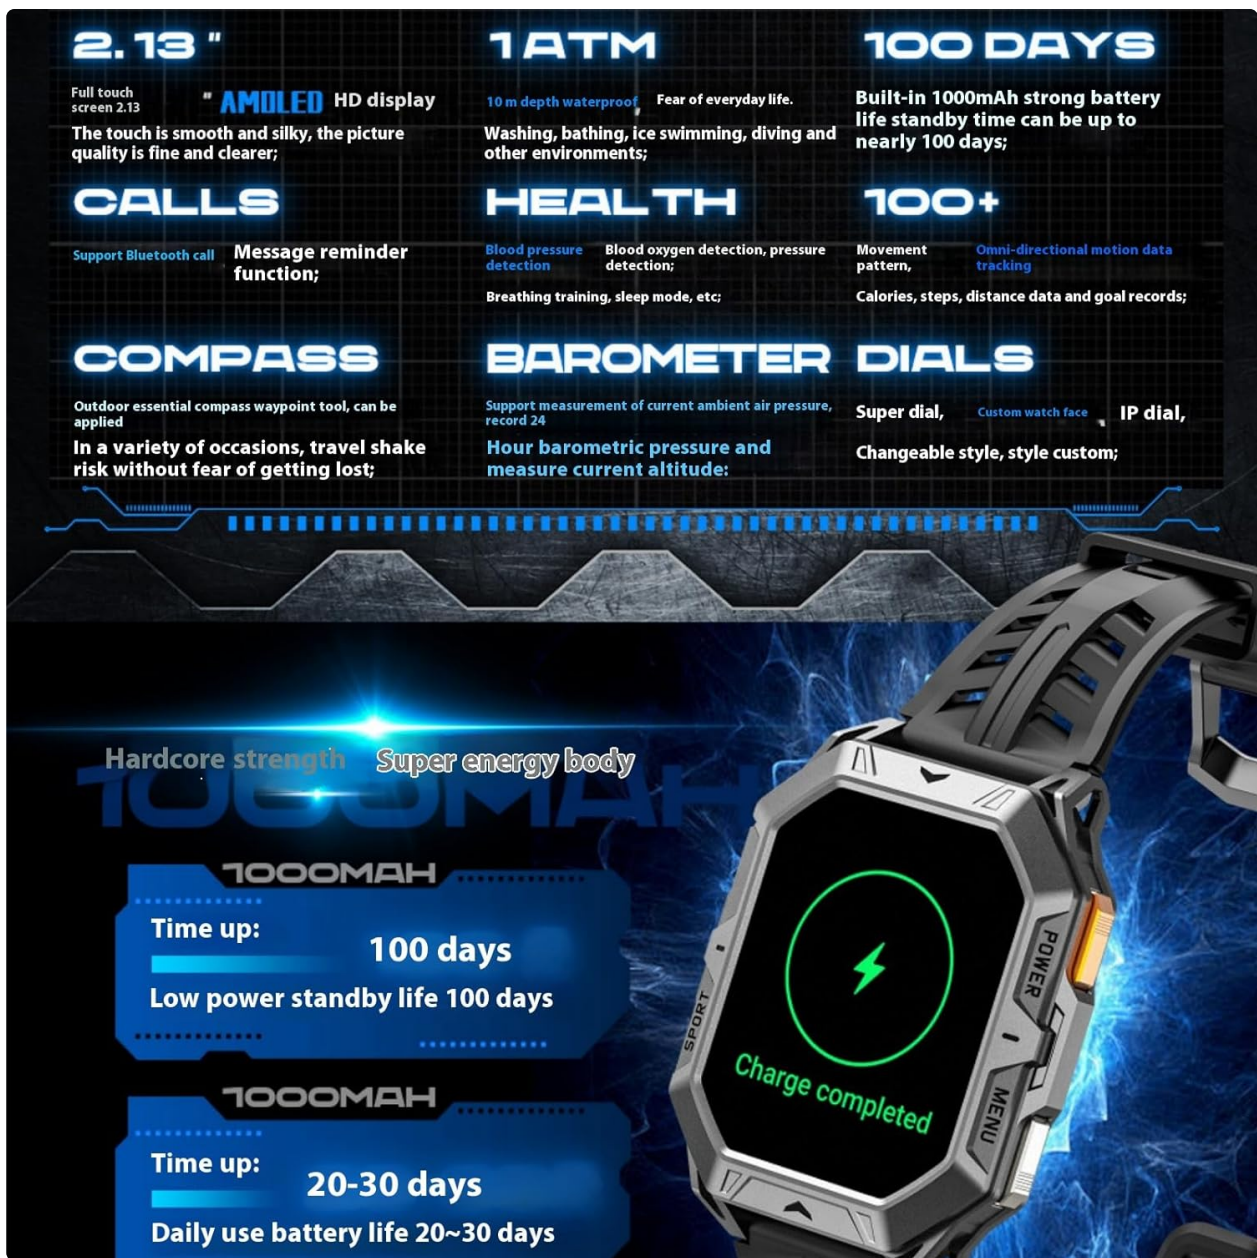 2.13"
Full touch
screen 2.13
" AMOLED HD display
The touch is smooth and silky, the picture
quality is fine and clearer;
1 ATM
10 m depth waterproof, Fear of everyday life.
Washing, bathing, ice swimming, diving and
other environments;
100 DAYS
Built-in 1000mAh strong battery
life standby time can be up to
nearly 100 days;
CALLS
Support Bluetooth call
Message reminder
function;
HEALTH
Blood pressure
detection
Blood oxygen detection, pressure
detection;
Breathing training, sleep mode, etc;
100+
Movement
pattern,
Omni-directional motion data
tracking
Calories, steps, distance data and goal records;
COMPASS
Outdoor essential compass waypoint tool, can be
applied
In a variety of occasions, travel shake
risk without fear of getting lost;
BAROMETER
Support measurement of current ambient air pressure,
record 24
Hour barometric pressure and
measure current altitude:
DIALS
Super dial, Custom watch face , IP dial,
Changeable style, style custom;
Hardcore strength Super energy body
1000MAH
1000MAH
Time up:
100 days
Low power standby life 100 days
1000MAH
Time up:
20-30 days
Daily use battery life 20~30 days
SPORT
POWER
MENU
Charge completed